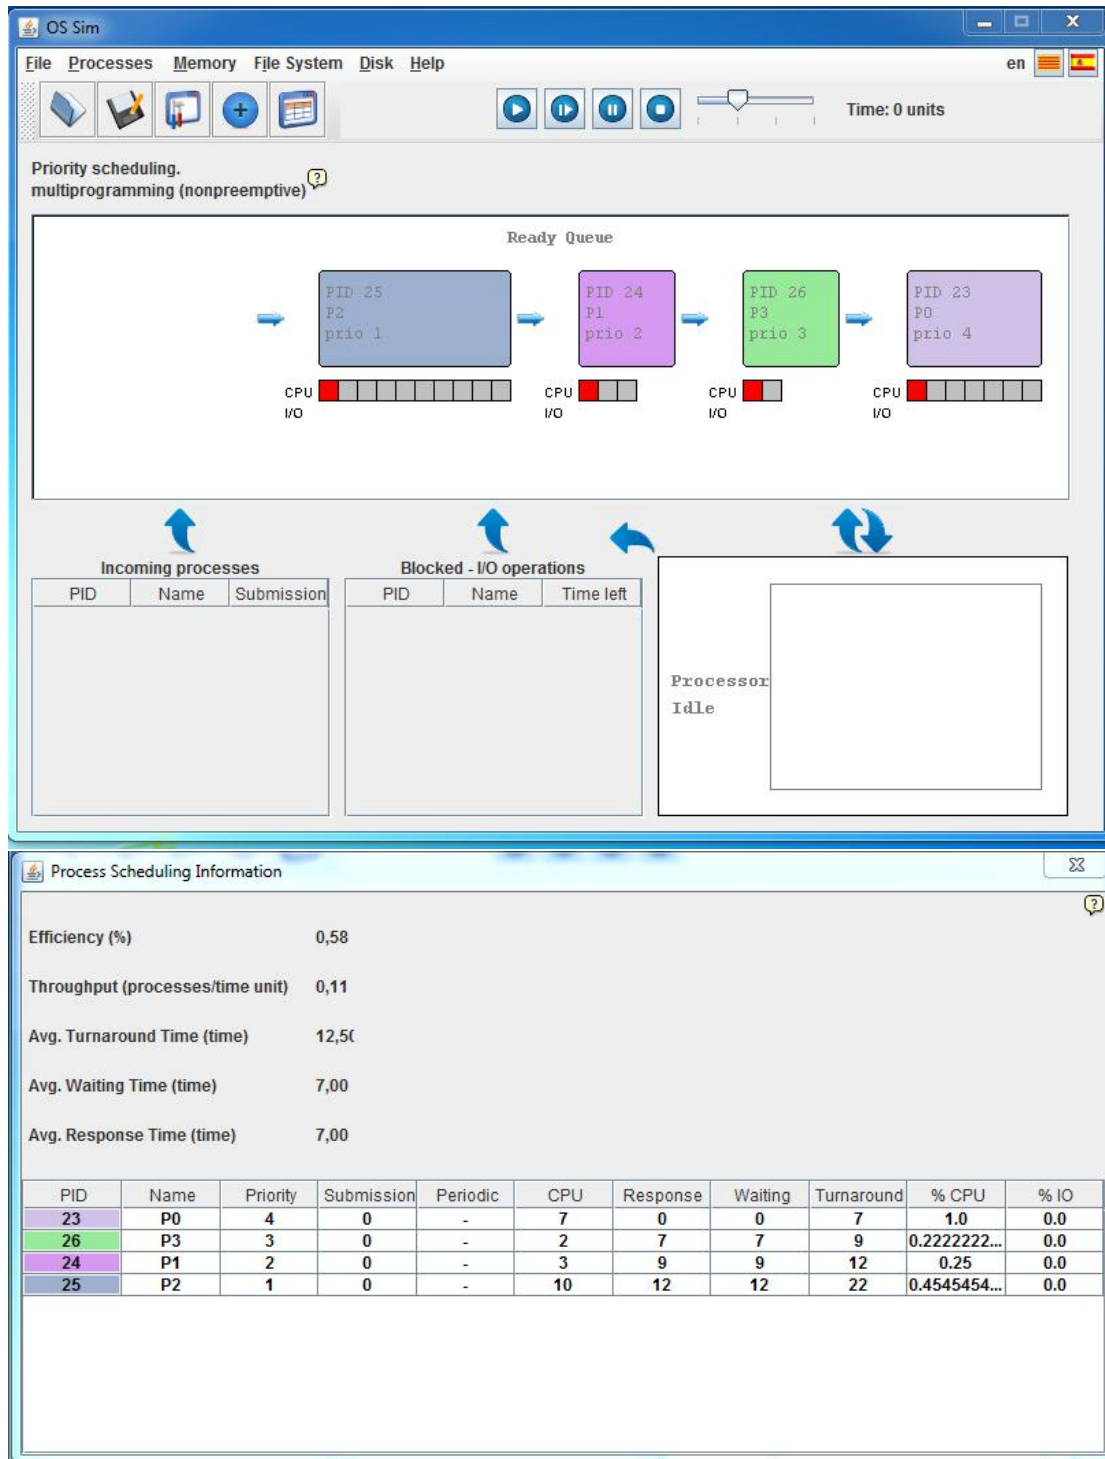 OS Sim
File Processes Memory File System Disk Help en
Time: 0 units
Priority scheduling.
multiprogramming (nonpreemptive) ?
Ready Queue
PID 25 PID 24 PID 26 PID 23
P2 P1 P3 P0
prio 1 prio 2 prio 3 prio 4
CPU CPU CPU CPU
I/O I/O I/O I/O
Incoming processes Blocked - I/O operations
PID Name Submission PID Name Time left
Processor
Idle
Process Scheduling Information
?
Efficiency (%) 0,58
Throughput (processes/time unit) 0,11
Avg. Turnaround Time (time) 12,5(
Avg. Waiting Time (time) 7,00
Avg. Response Time (time) 7,00
PID Name Priority Submission Periodic CPU Response Waiting Turnaround % CPU % IO
23 P0 4 0 - 7 0 0 7 1.0 0.0
26 P3 3 0 - 2 7 7 9 0.2222222... 0.0
24 P1 2 0 - 3 9 9 12 0.25 0.0
25 P2 1 0 - 10 12 12 22 0.4545454... 0.0